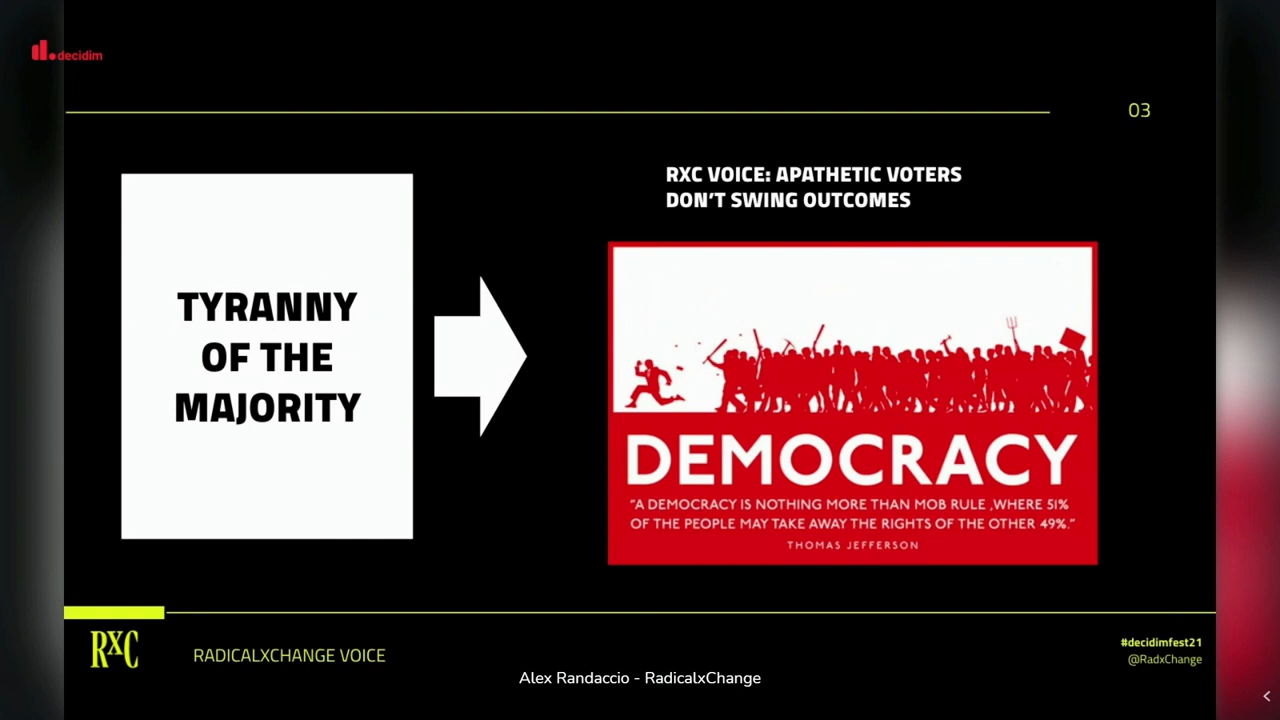 decidim
03
TYRANNY
OF THE
MAJORITY
RXC VOICE: APATHETIC VOTERS
DON'T SWING OUTCOMES
DEMOCRACY
"A DEMOCRACY IS NOTHING MORE THAN MOB RULE ,WHERE 51%
OF THE PEOPLE MAY TAKE AWAY THE RIGHTS OF THE OTHER 49%."
THOMAS JEFFERSON
RxC
RADICALXCHANGE VOICE
#decidimfest21
@RadxChange
Alex Randaccio - RadicalxChange